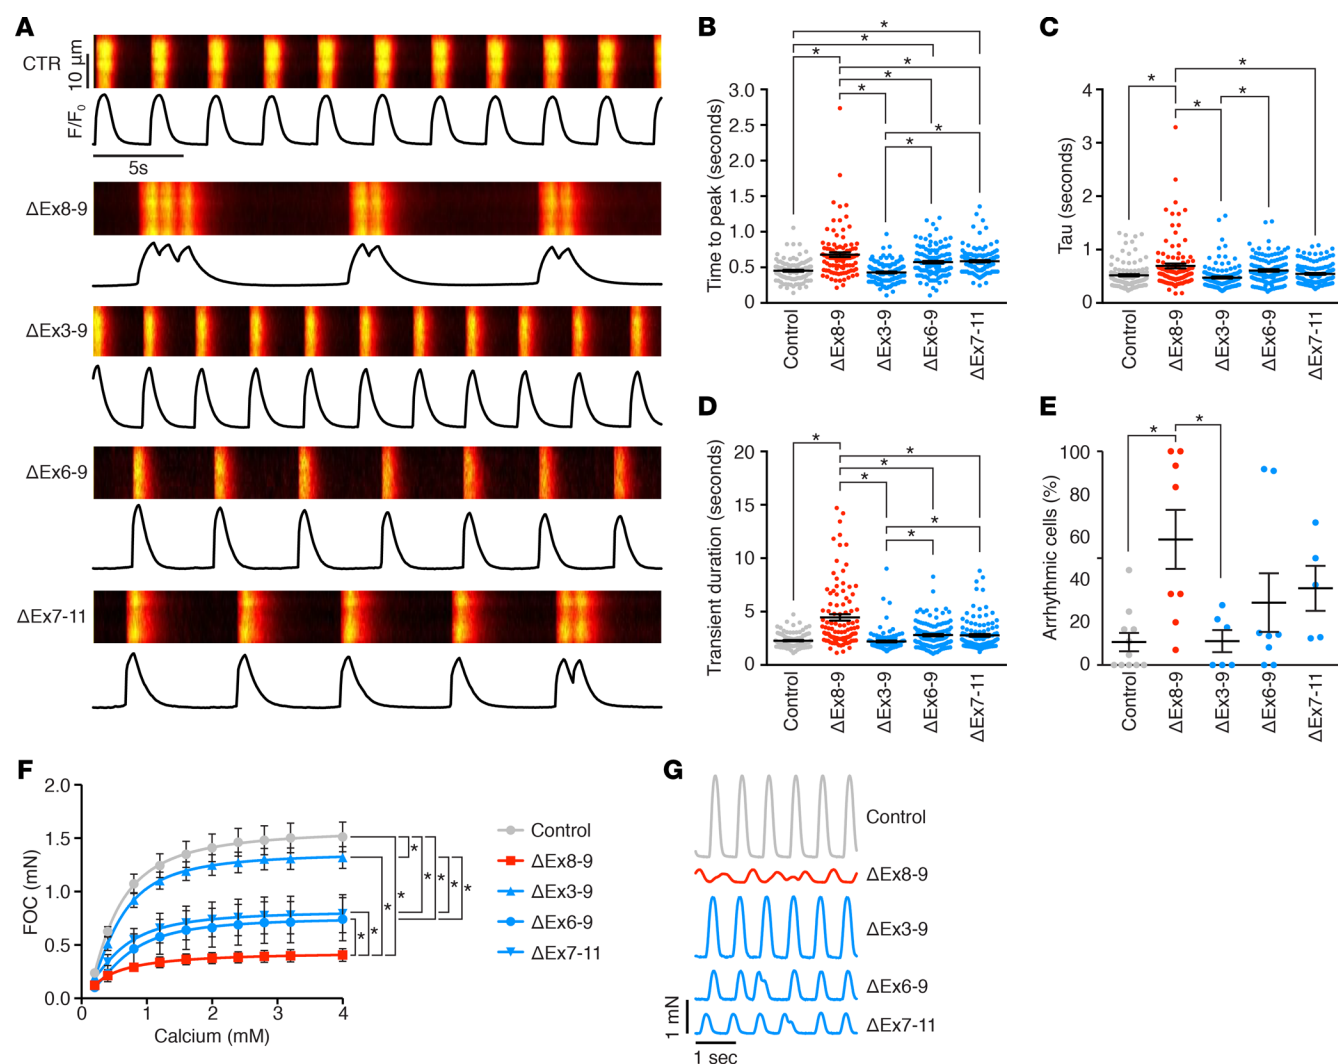 A
CTR
10 μm
F/F0
5s
ΔEx8-9
ΔEx3-9
ΔEx6-9
ΔEx7-11
B
* * * * * * * *
Time to peak (seconds)
3.0
2.5
2.0
1.5
1.0
0.5
0
Control
ΔEx8-9
ΔEx3-9
ΔEx6-9
ΔEx7-11
C
* * * *
Tau (seconds)
4
3
2
1
0
Control
ΔEx8-9
ΔEx3-9
ΔEx6-9
ΔEx7-11
D
* * * * * *
Transient duration (seconds)
20
15
10
5
0
Control
ΔEx8-9
ΔEx3-9
ΔEx6-9
ΔEx7-11
E
* *
Arrhythmic cells (%)
100
80
60
40
20
0
Control
ΔEx8-9
ΔEx3-9
ΔEx6-9
ΔEx7-11
F
FOC (mN)
2.0
1.5
1.0
0.5
0.0
0 1 2 3 4
Calcium (mM)
* * * * * * * *
Control
ΔEx8-9
ΔEx3-9
ΔEx6-9
ΔEx7-11
G
Control
ΔEx8-9
ΔEx3-9
ΔEx6-9
ΔEx7-11
1 mN
1 sec